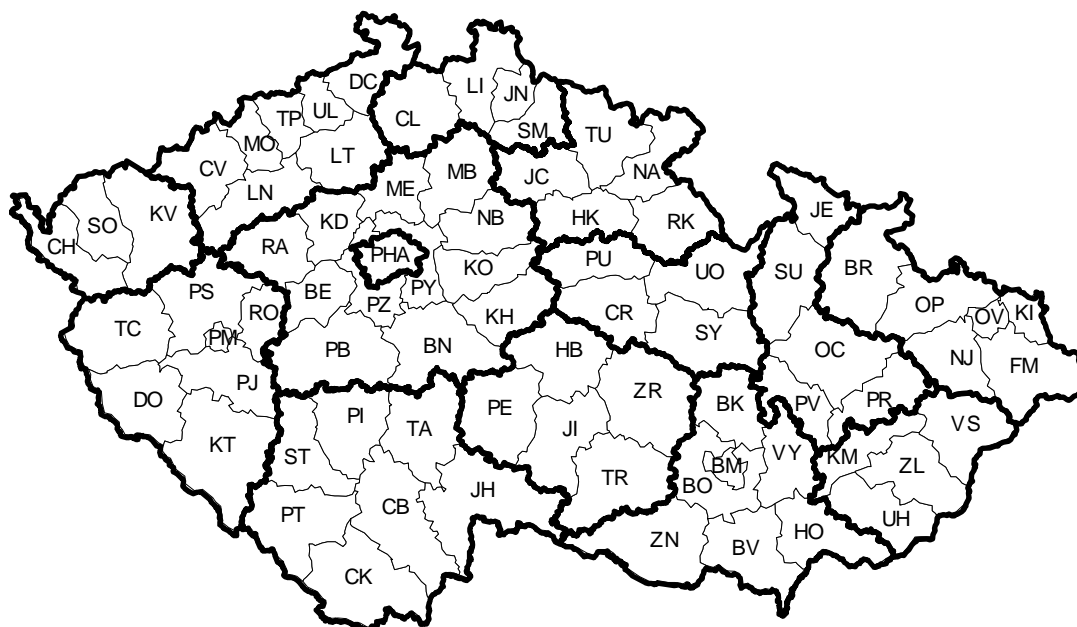 DC
LI
JN
TP
UL
CL
SM
TU
MO
LT
CV
MB
JC
NA
LN
ME
KV
SO
KD
NB
HK
RK
JE
CH
RA
PHA
KO
PU
UO
SU
BR
PS
BE
PZ
PY
OP
KI
OV
RO
TC
PM
KH
CR
SY
PB
BN
HB
OC
NJ
FM
PJ
DO
ZR
PE
BK
PV
PR
VS
PI
TA
JI
KT
ST
VY
KM
ZL
BM
TR
BO
JH
CB
PT
UH
HO
ZN
BV
CK